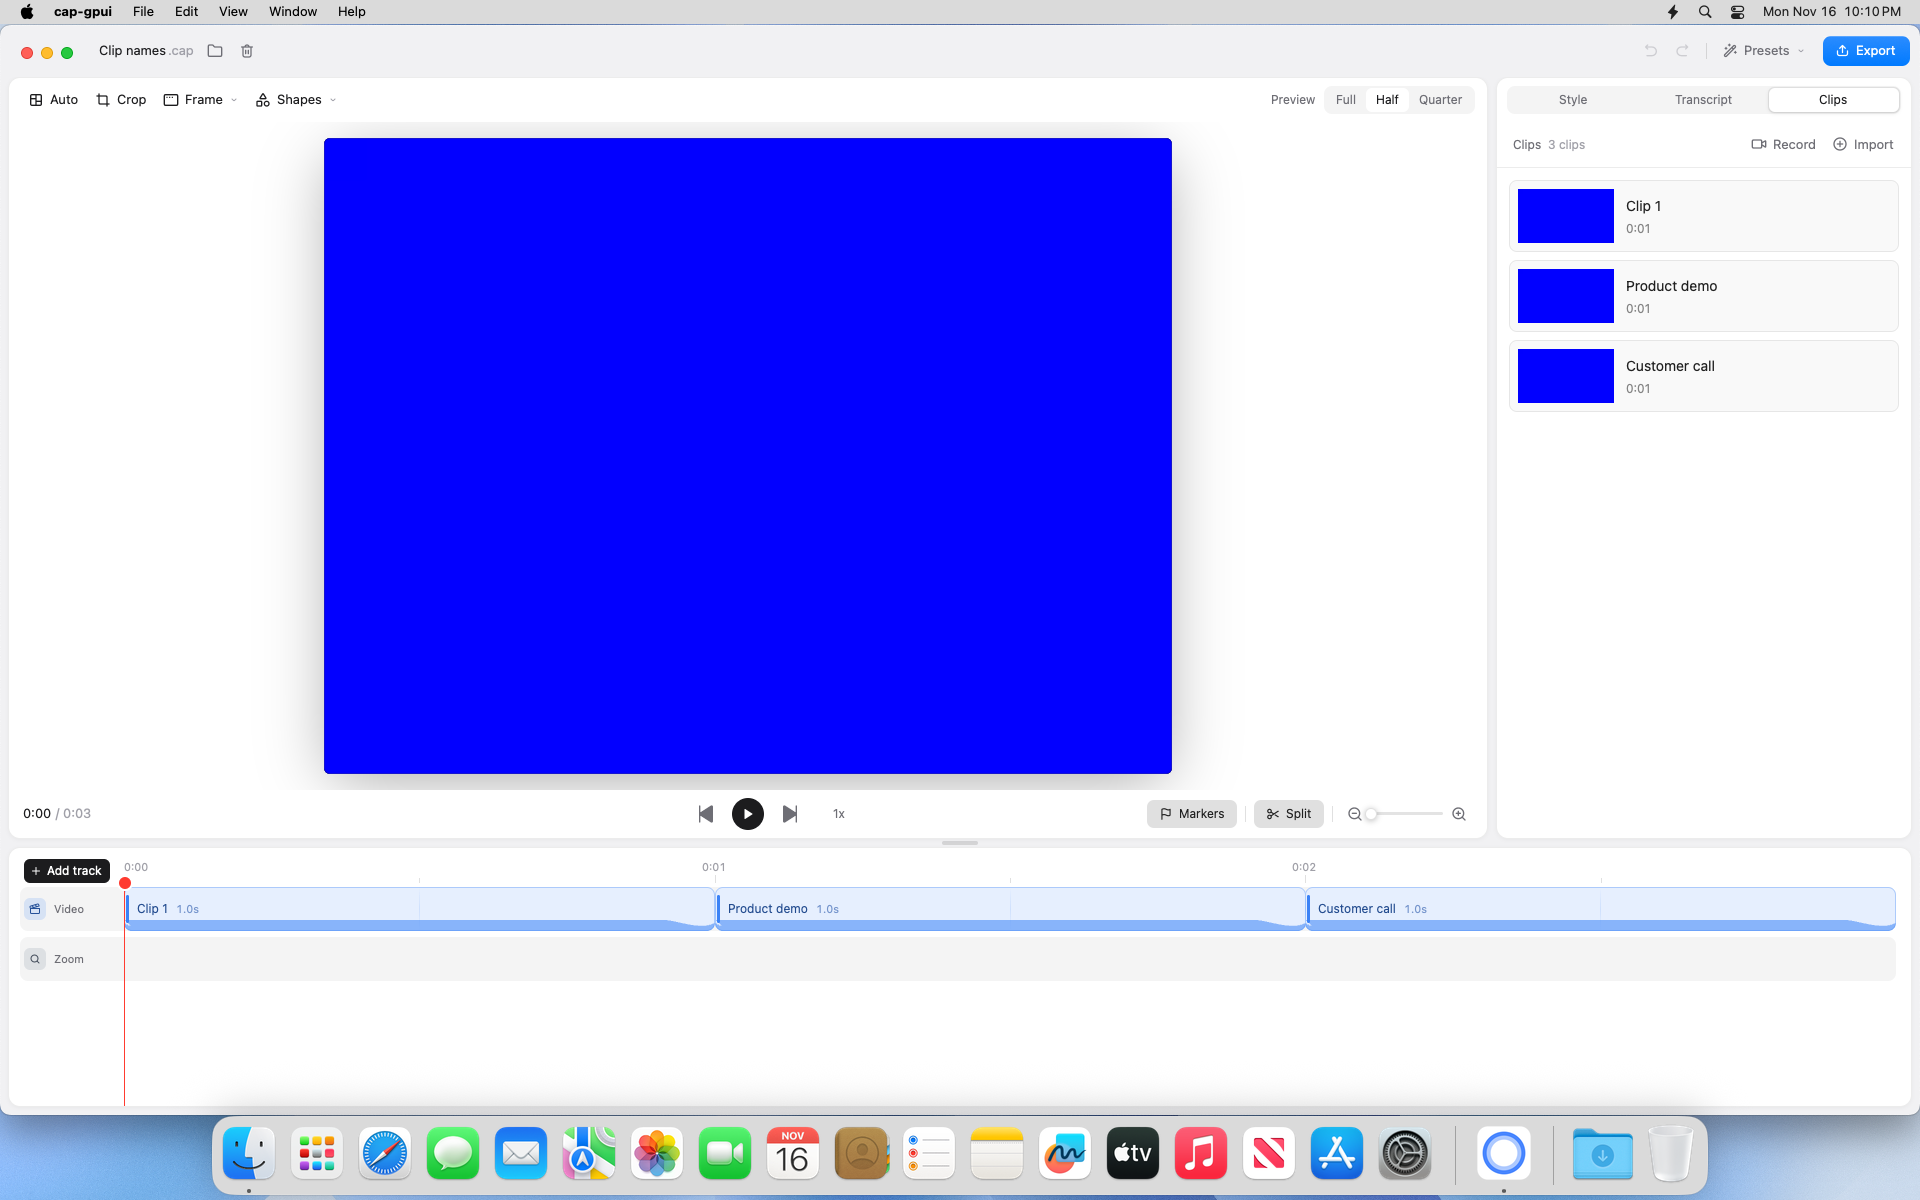 cap-gpui File Edit View Window Help Mon Nov 16 10:10 PM
Clip names.cap Presets Export
Auto Crop Frame Shapes Preview Full Half Quarter
Style Transcript Clips
Clips 3 clips Record Import
Clip 1
0:01
Product demo
0:01
Customer call
0:01
0:00 / 0:03 1x Markers Split
Add track 0:00 0:01 0:02
Video Clip 1 1.0s Product demo 1.0s Customer call 1.0s
Zoom
NOV
16
tv